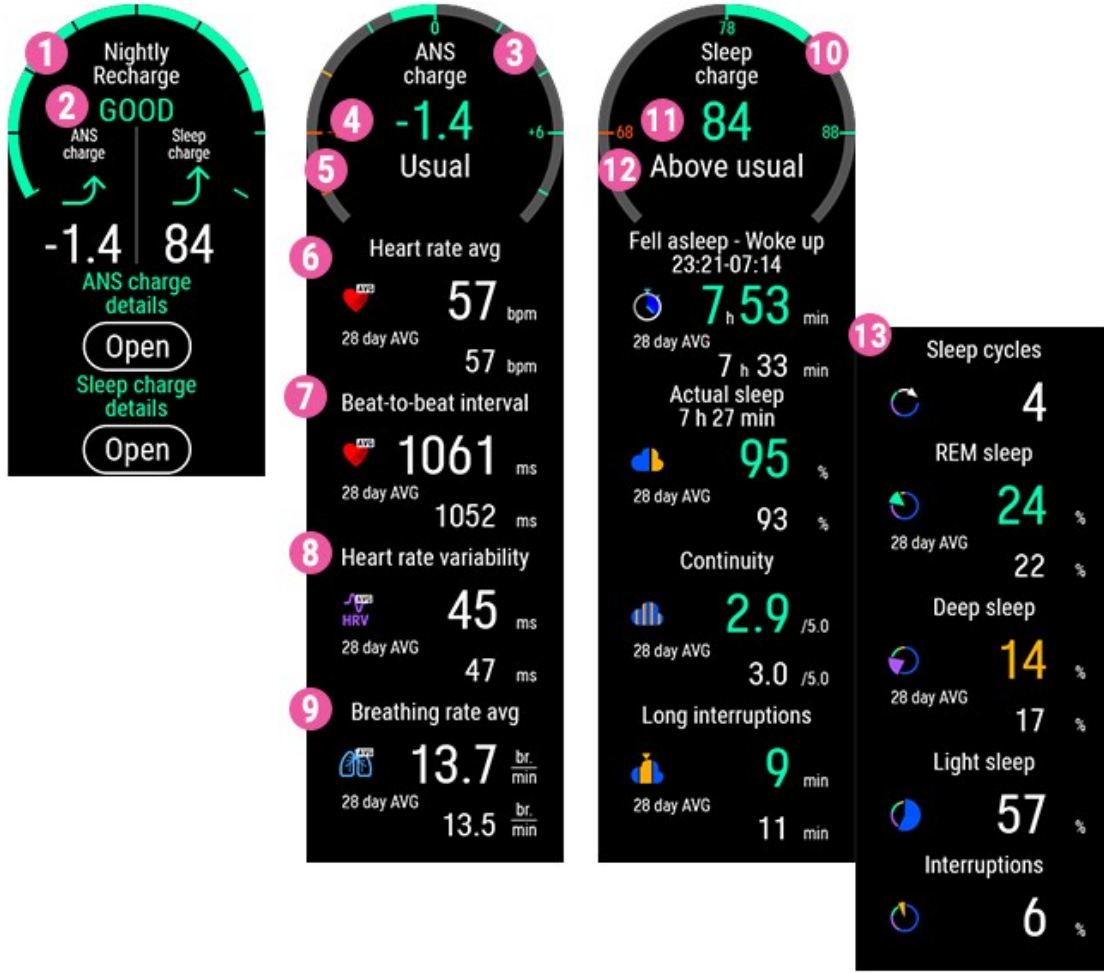 1
Nightly
Recharge
2
GOOD
ANS
charge
Sleep
charge
-1.4
84
ANS charge
details
Open
Sleep charge
details
Open
0
ANS
charge
3
4
-1.4
+6
5
Usual
6
Heart rate avg
AVG
57 bpm
28 day AVG
57 bpm
7
Beat-to-beat interval
AVG
1061 ms
28 day AVG
1052 ms
8
Heart rate variability
AVG
HRV
45 ms
28 day AVG
47 ms
9
Breathing rate avg
AVG
13.7 br./min
28 day AVG
13.5 br./min
78
Sleep
charge
10
68
11
84
88
12
Above usual
Fell asleep - Woke up
23:21-07:14
7 h 53 min
28 day AVG
7 h 33 min
Actual sleep
7 h 27 min
95 %
28 day AVG
93 %
Continuity
2.9 /5.0
28 day AVG
3.0 /5.0
Long interruptions
9 min
28 day AVG
11 min
13
Sleep cycles
4
REM sleep
24 %
28 day AVG
22 %
Deep sleep
14 %
28 day AVG
17 %
Light sleep
57 %
Interruptions
6 %